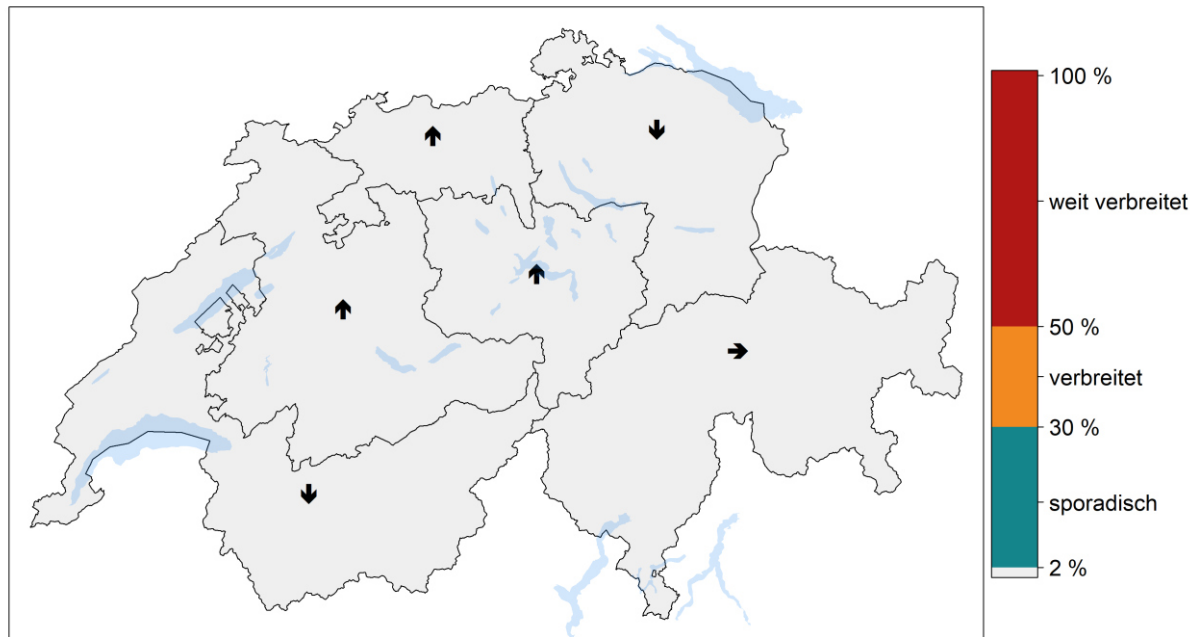 100 %
weit verbreitet
50 %
verbreitet
30 %
sporadisch
2 %